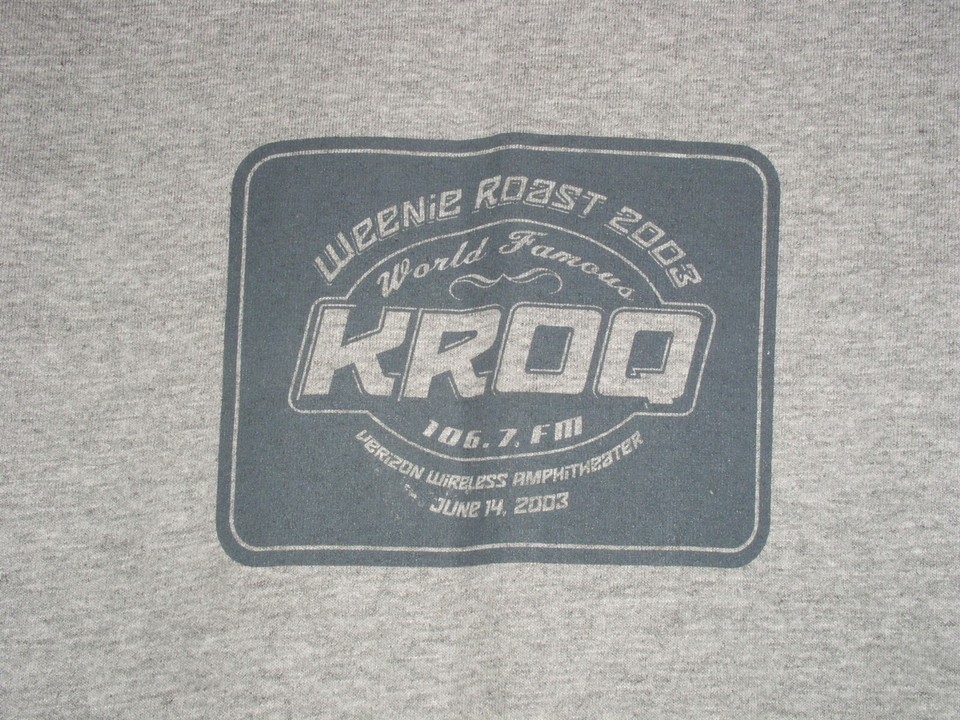 WEENiE ROaST 2003
World Famous
KROQ
106.7 FM
VERiZON WiRELESS AMPHiTHEATER
JUNE 14, 2003